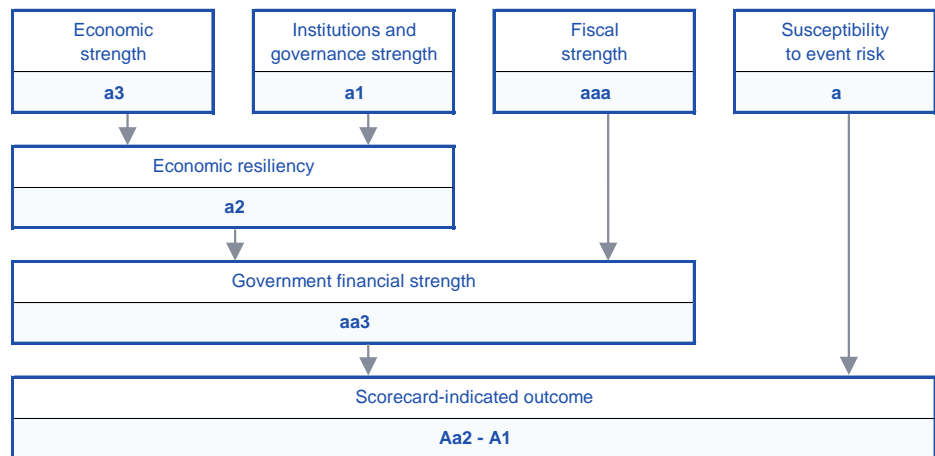 Economic
strength
a3
Institutions and
governance strength
a1
Fiscal
strength
aaa
Susceptibility
to event risk
a
Economic resiliency
a2
Government financial strength
aa3
Scorecard-indicated outcome
Aa2 - A1